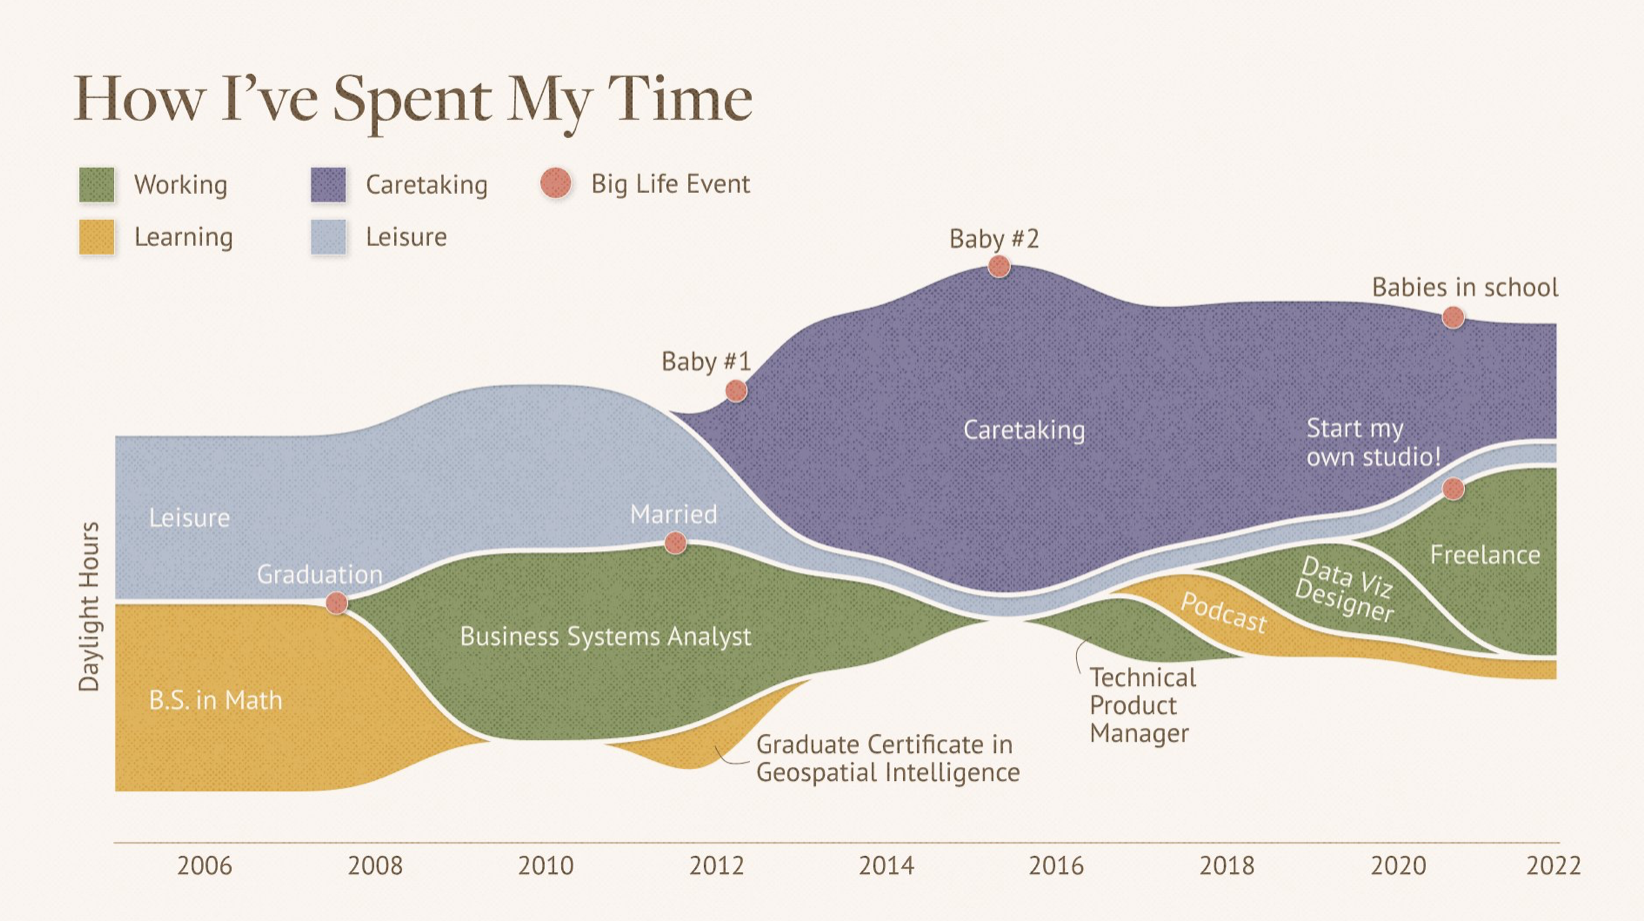 How I’ve Spent My Time
Working
Caretaking
Big Life Event
Learning
Leisure
Baby #2
Babies in school
Baby #1
Caretaking
Start my
own studio!
Leisure
Married
Graduation
Freelance
Data Viz
Designer
Podcast
Business Systems Analyst
Daylight Hours
B.S. in Math
Technical
Product
Manager
Graduate Certificate in
Geospatial Intelligence
2006
2008
2010
2012
2014
2016
2018
2020
2022